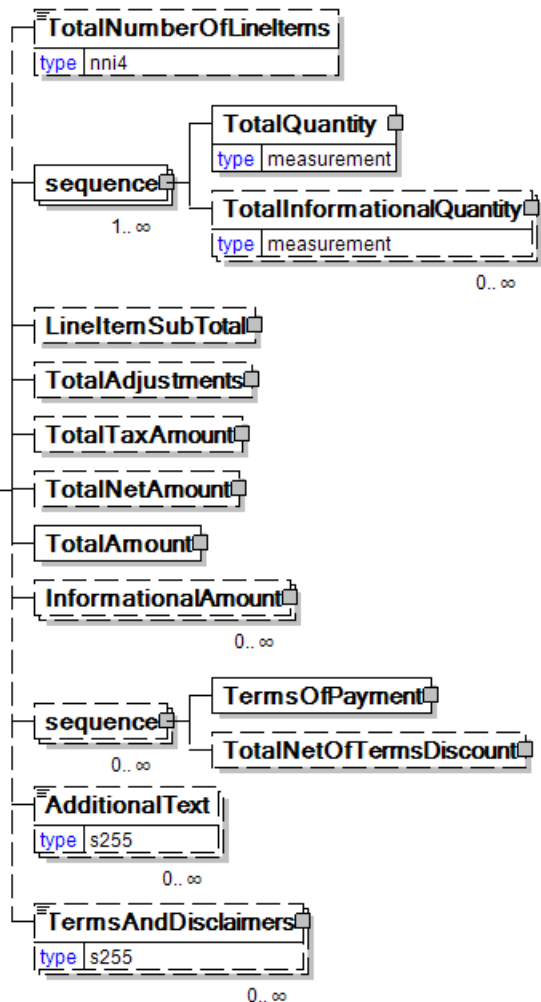 TotalNumberOfLineItems
type nni4
TotalQuantity
type measurement
sequence
1.. ∞
TotalInformationalQuantity
type measurement
0.. ∞
LineItemSubTotal
TotalAdjustments
TotalTaxAmount
TotalNetAmount
TotalAmount
InformationalAmount
0.. ∞
TermsOfPayment
sequence
0.. ∞
TotalNetOfTermsDiscount
AdditionalText
type s255
0.. ∞
TermsAndDisclaimers
type s255
0.. ∞